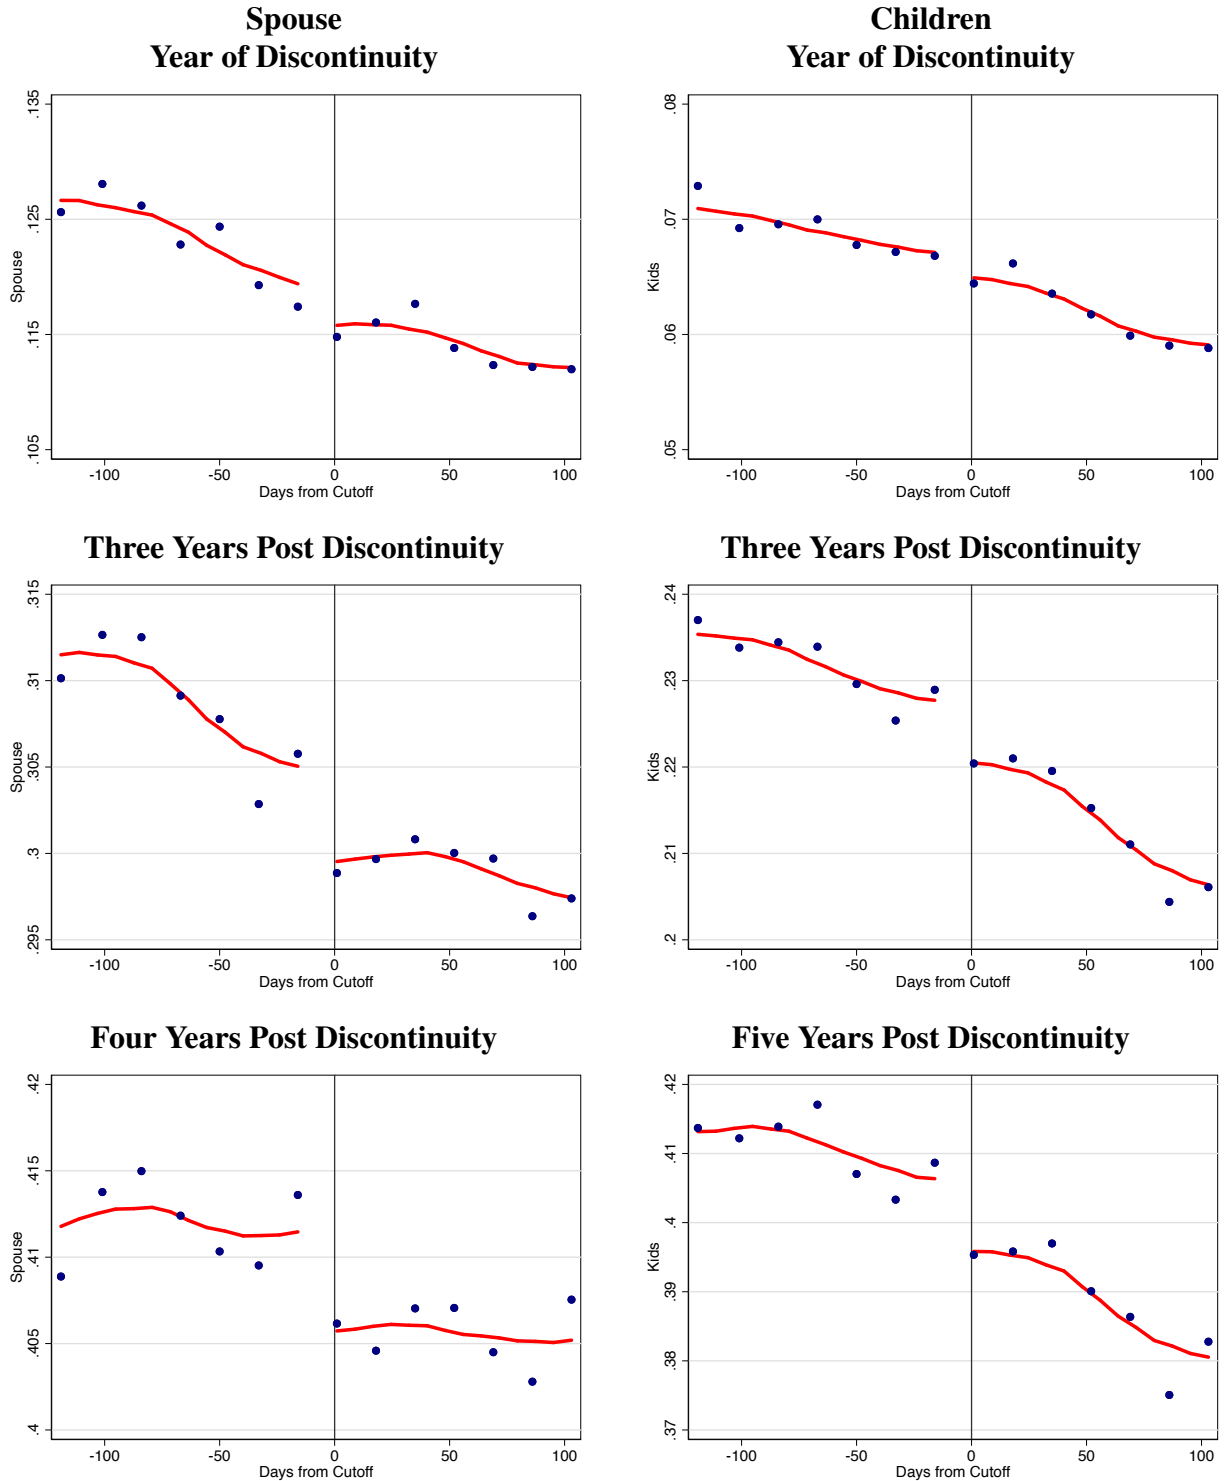 Spouse
Year of Discontinuity
.135
.125
.115
.105
Spouse
-100 -50 0 50 100
Days from Cutoff
Children
Year of Discontinuity
.08
.07
.06
.05
Kids
-100 -50 0 50 100
Days from Cutoff
Three Years Post Discontinuity
.315
.31
.305
.3
.295
Spouse
-100 -50 0 50 100
Days from Cutoff
Three Years Post Discontinuity
.24
.23
.22
.21
.2
Kids
-100 -50 0 50 100
Days from Cutoff
Four Years Post Discontinuity
.42
.415
.41
.405
.4
Spouse
-100 -50 0 50 100
Days from Cutoff
Five Years Post Discontinuity
.42
.41
.4
.39
.38
.37
Kids
-100 -50 0 50 100
Days from Cutoff